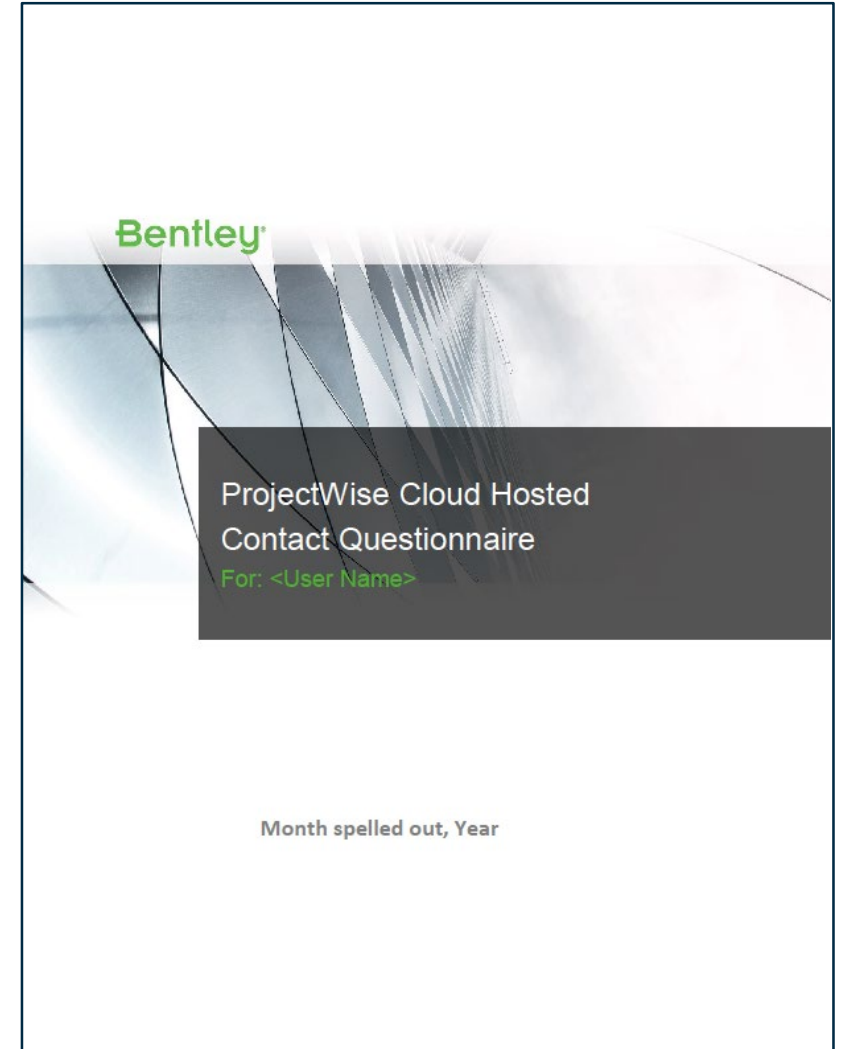 Bentley®
ProjectWise Cloud Hosted
Contact Questionnaire
For: <User Name>
Month spelled out, Year